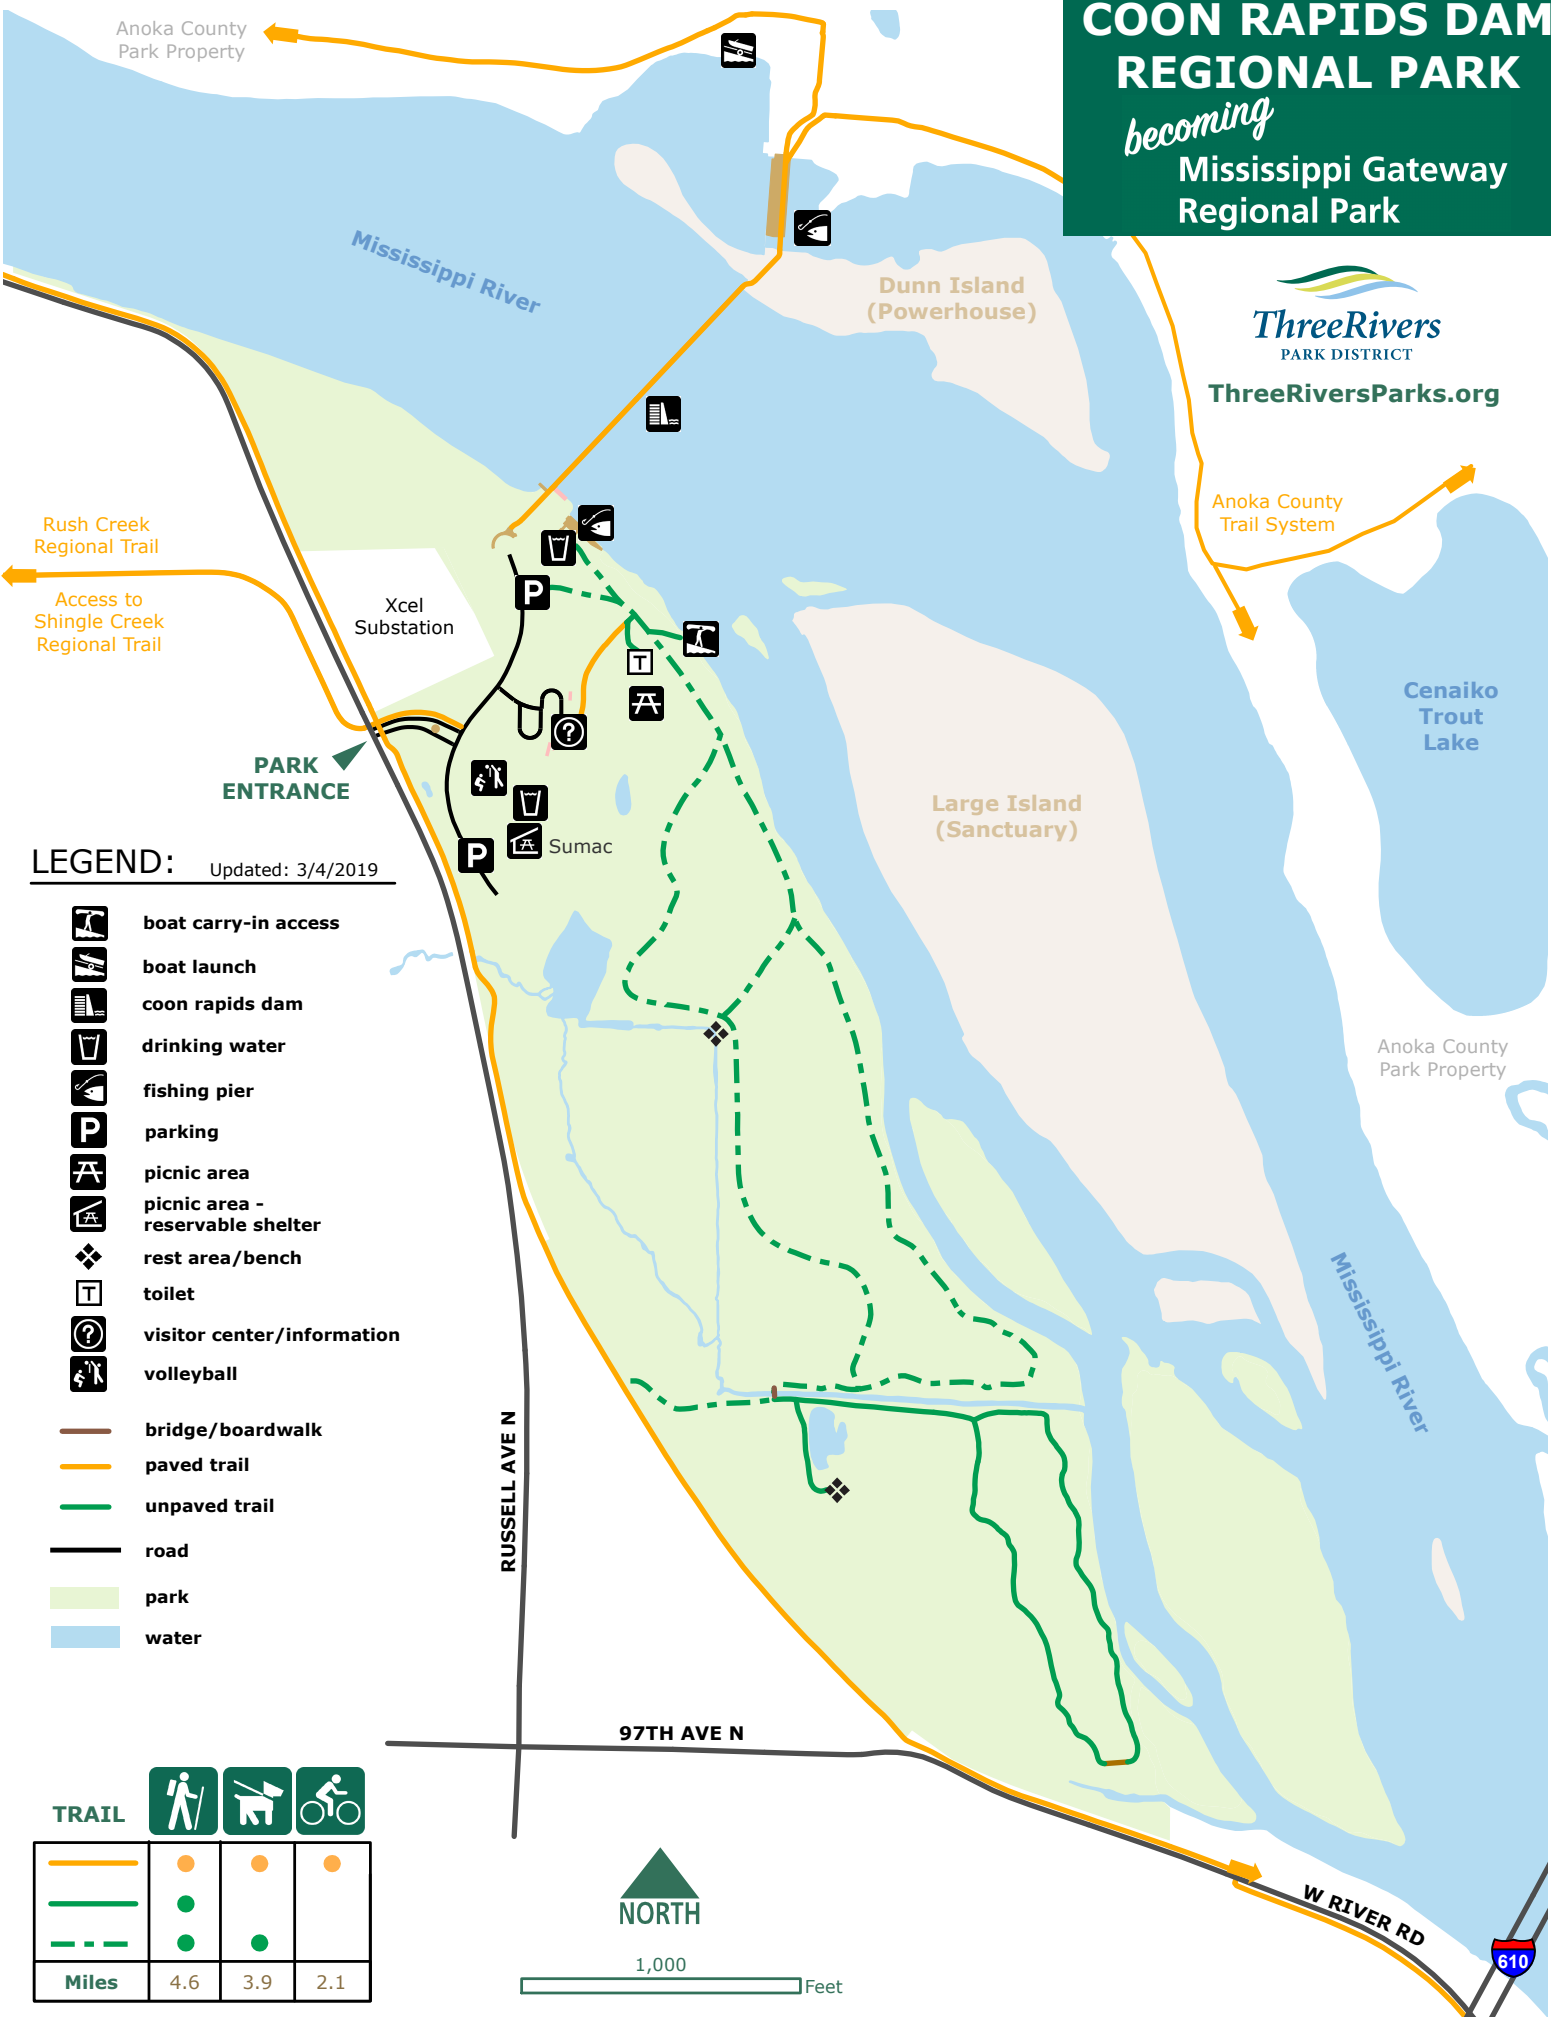 COON RAPIDS DAM
REGIONAL PARK
becoming
Mississippi Gateway
Regional Park
ThreeRivers
PARK DISTRICT
ThreeRiversParks.org
Anoka County
Park Property
Mississippi River
Dunn Island
(Powerhouse)
Rush Creek
Regional Trail
Access to
Shingle Creek
Regional Trail
Xcel
Substation
P
T
?
Anoka County
Trail System
Cenaiko
Trout
Lake
PARK
ENTRANCE
Large Island
(Sanctuary)
P
Sumac
Anoka County
Park Property
Mississippi River
LEGEND:
Updated: 3/4/2019
boat carry-in access
boat launch
coon rapids dam
drinking water
fishing pier
P
parking
picnic area
picnic area -
reservable shelter
rest area/bench
T
toilet
?
visitor center/information
volleyball
bridge/boardwalk
paved trail
unpaved trail
road
park
water
RUSSELL AVE N
97TH AVE N
W RIVER RD
610
TRAIL
Miles 4.6 3.9 2.1
NORTH
1,000
Feet